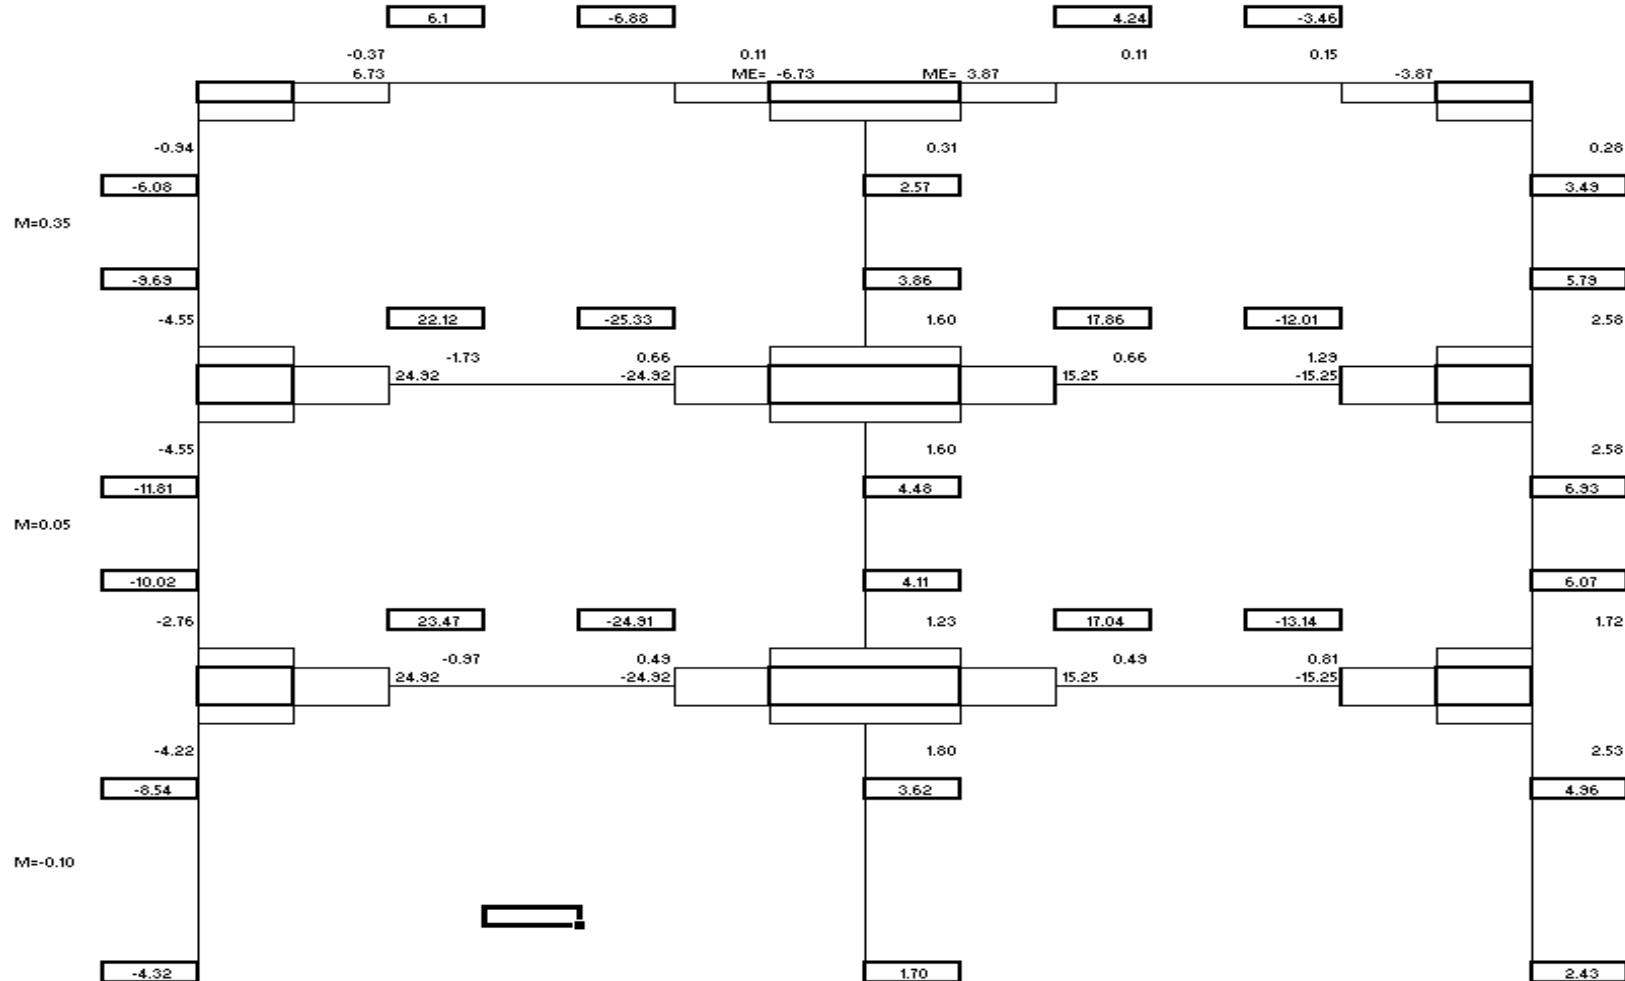 6.1 -6.88 4.24 -3.46
-0.37 0.11 0.11 0.15
6.73 ME= -6.73 ME= 3.87 -3.87
-0.94 0.31 0.28
-6.08 2.57 3.49
M=0.35
-9.69 3.86 5.79
-4.55 22.12 -25.33 1.60 17.86 -12.01 2.58
-1.73 0.66 0.66 1.29
24.92 -24.92 15.25 -15.25
-4.55 1.60 2.58
-11.81 4.48 6.93
M=0.05
-10.02 4.11 6.07
-2.76 23.47 -24.91 1.23 17.04 -13.14 1.72
-0.97 0.49 0.49 0.81
24.92 -24.92 15.25 -15.25
-4.22 1.80 2.53
-8.54 3.62 4.96
M=-0.10
-4.32 1.70 2.43